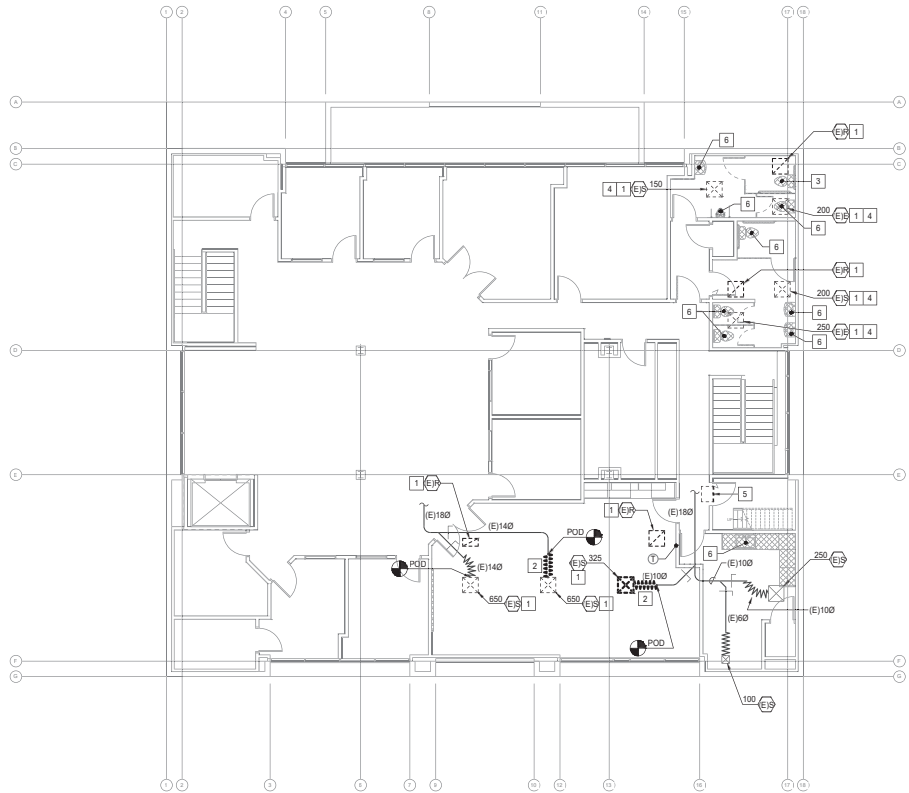 1 2 4 5 8 11 14 15 17 18
A A
B B
C C
D D
E E
F F
G G
6
(E)R 1
4 1 (E)S 150
3
6
200
(E)E 1 4
6
6
(E)R 1
200
(E)S 1 4
6 6
250
(E)E 1 4
6
1 (E)R
(E)18Ø
(E)14Ø
POD
1 (E)R
(E)18Ø
5
UP
POD
(E)14Ø
2
(E)S 325
1
T
6
(E)10Ø
(E)10Ø
2
250
(E)S
650
(E)S 1
650
(E)S 1
(E)6Ø
(E)10Ø
POD
100
(E)S
1 2 3 6 7 9 10 12 13 16 17 18